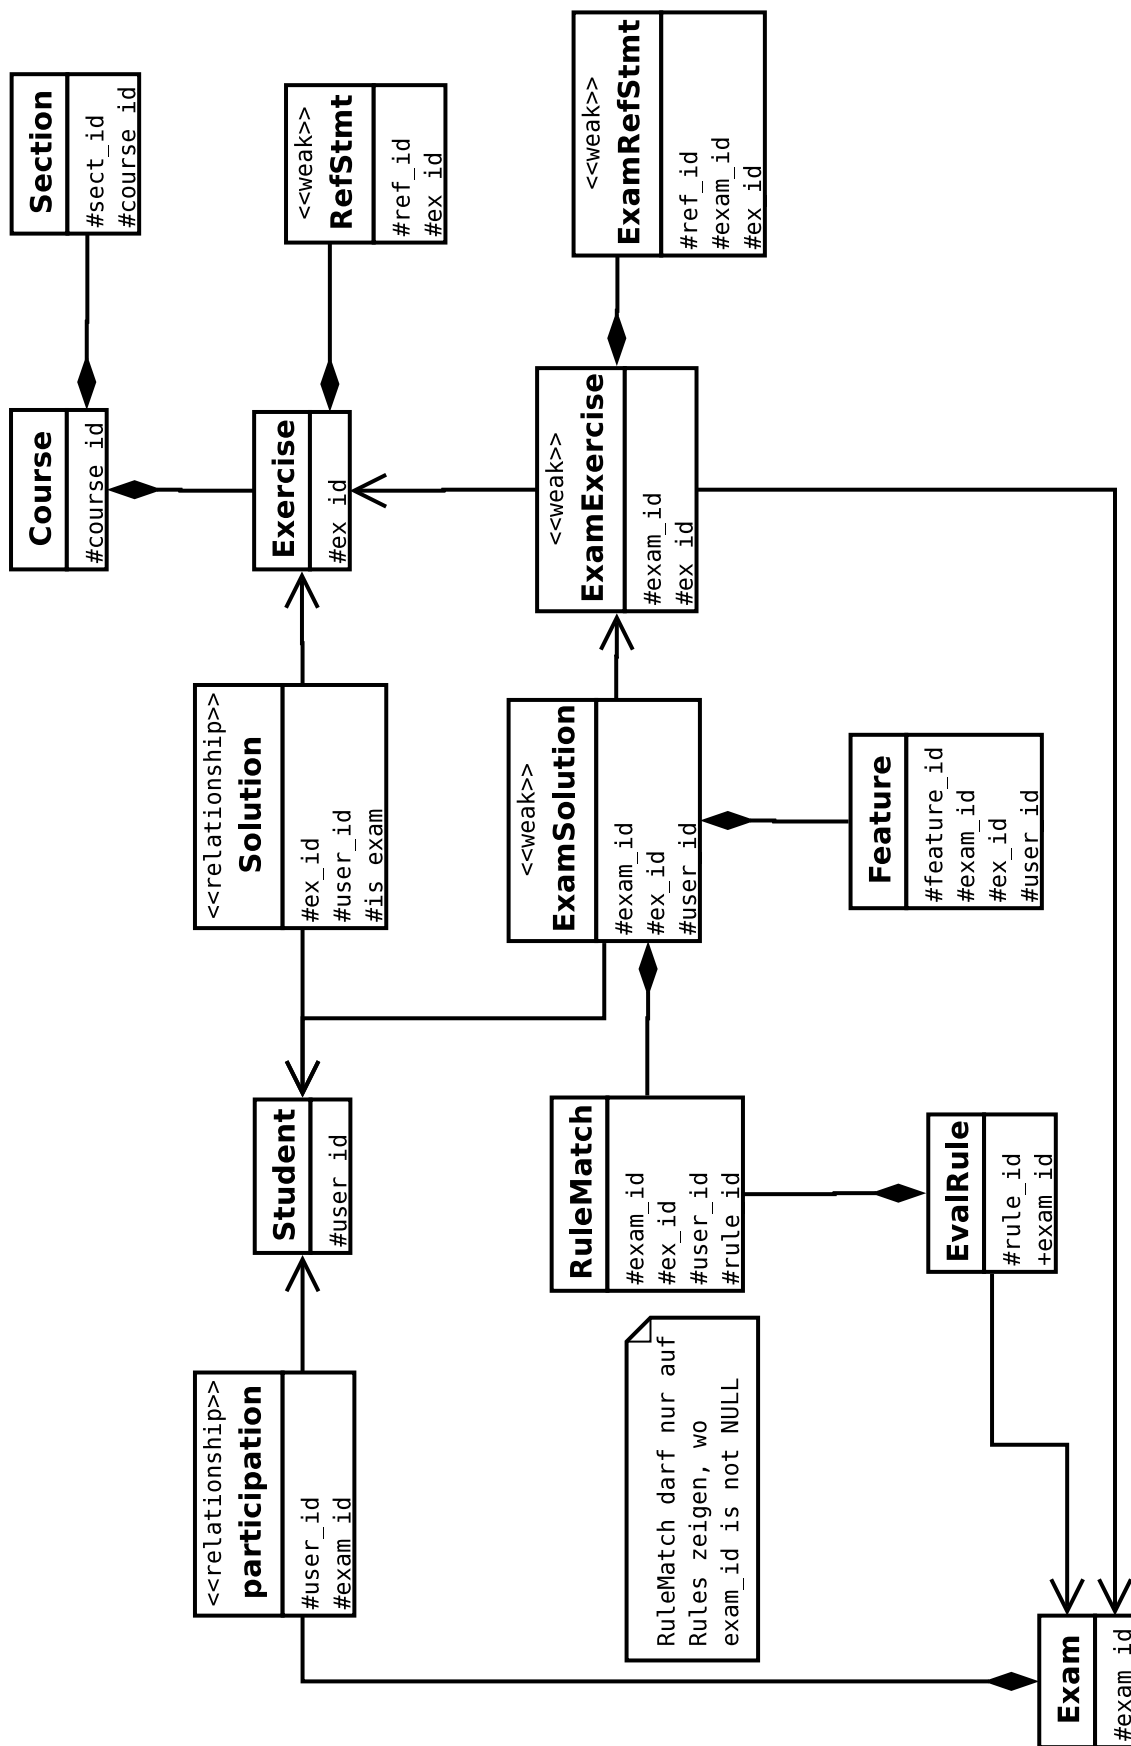 Section
#sect_id
#course_id
<<weak>>
RefStmt
#ref_id
#ex_id
<<weak>>
ExamRefStmt
#ref_id
#exam_id
#ex_id
Course
#course_id
Exercise
#ex_id
<<weak>>
ExamExercise
#exam_id
#ex_id
<<relationship>>
Solution
#ex_id
#user_id
#is_exam
<<weak>>
ExamSolution
#exam_id
#ex_id
#user_id
Feature
#feature_id
#exam_id
#ex_id
#user_id
Student
#user_id
RuleMatch
#exam_id
#ex_id
#user_id
#rule_id
EvalRule
#rule_id
+exam_id
<<relationship>>
participation
#user_id
#exam_id
RuleMatch darf nur auf
Rules zeigen, wo
exam_id is not NULL
Exam
#exam_id